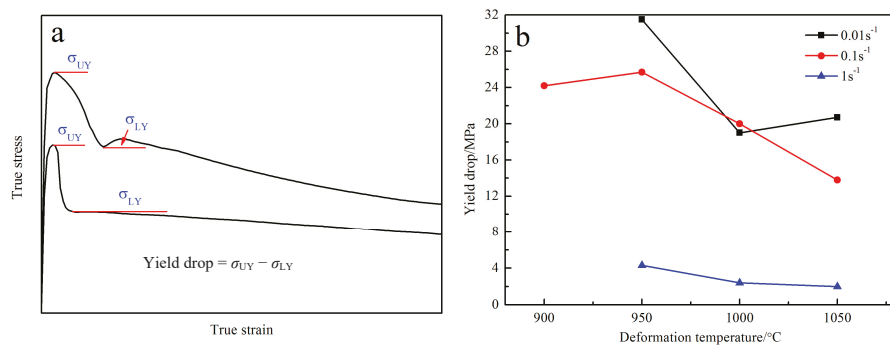 a
σUY
σUY
σLY
σLY
Yield drop = σUY − σLY
True stress
True strain
b
0.01s-1
0.1s-1
1s-1
32
28
24
20
16
12
8
4
0
Yield drop/MPa
900
950
1000
1050
Deformation temperature/°C